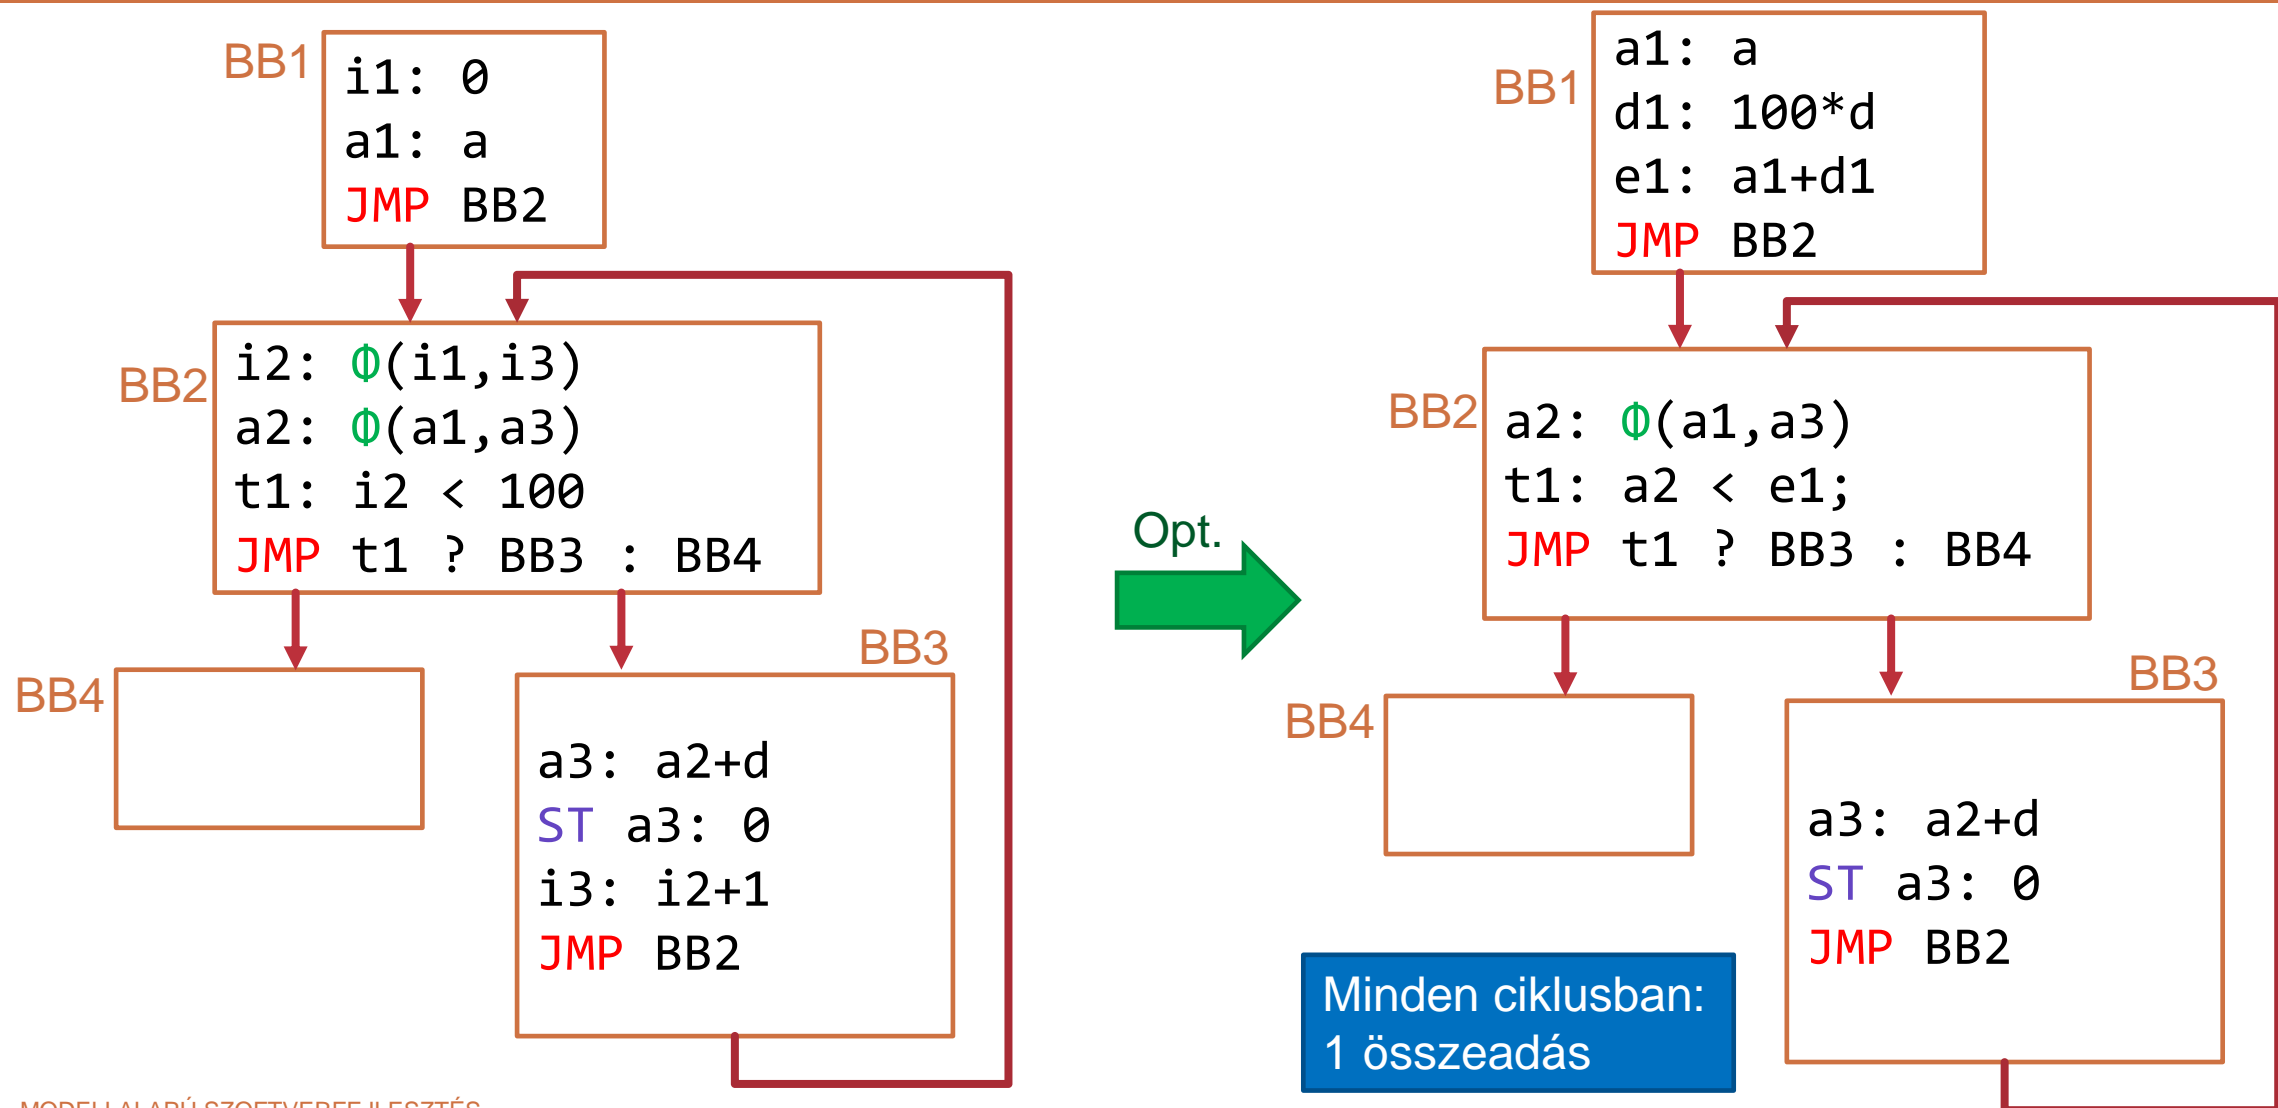 BB1
i1: 0
a1: a
JMP BB2
BB2
i2: Φ(i1,i3)
a2: Φ(a1,a3)
t1: i2 < 100
JMP t1 ? BB3 : BB4
BB4
BB3
a3: a2+d
ST a3: 0
i3: i2+1
JMP BB2
Opt.
BB1
a1: a
d1: 100*d
e1: a1+d1
JMP BB2
BB2
a2: Φ(a1,a3)
t1: a2 < e1;
JMP t1 ? BB3 : BB4
BB4
BB3
a3: a2+d
ST a3: 0
JMP BB2
Minden ciklusban:
1 összeadás
MODELLALAPÚ SZOFTVERFEJLESZTÉS